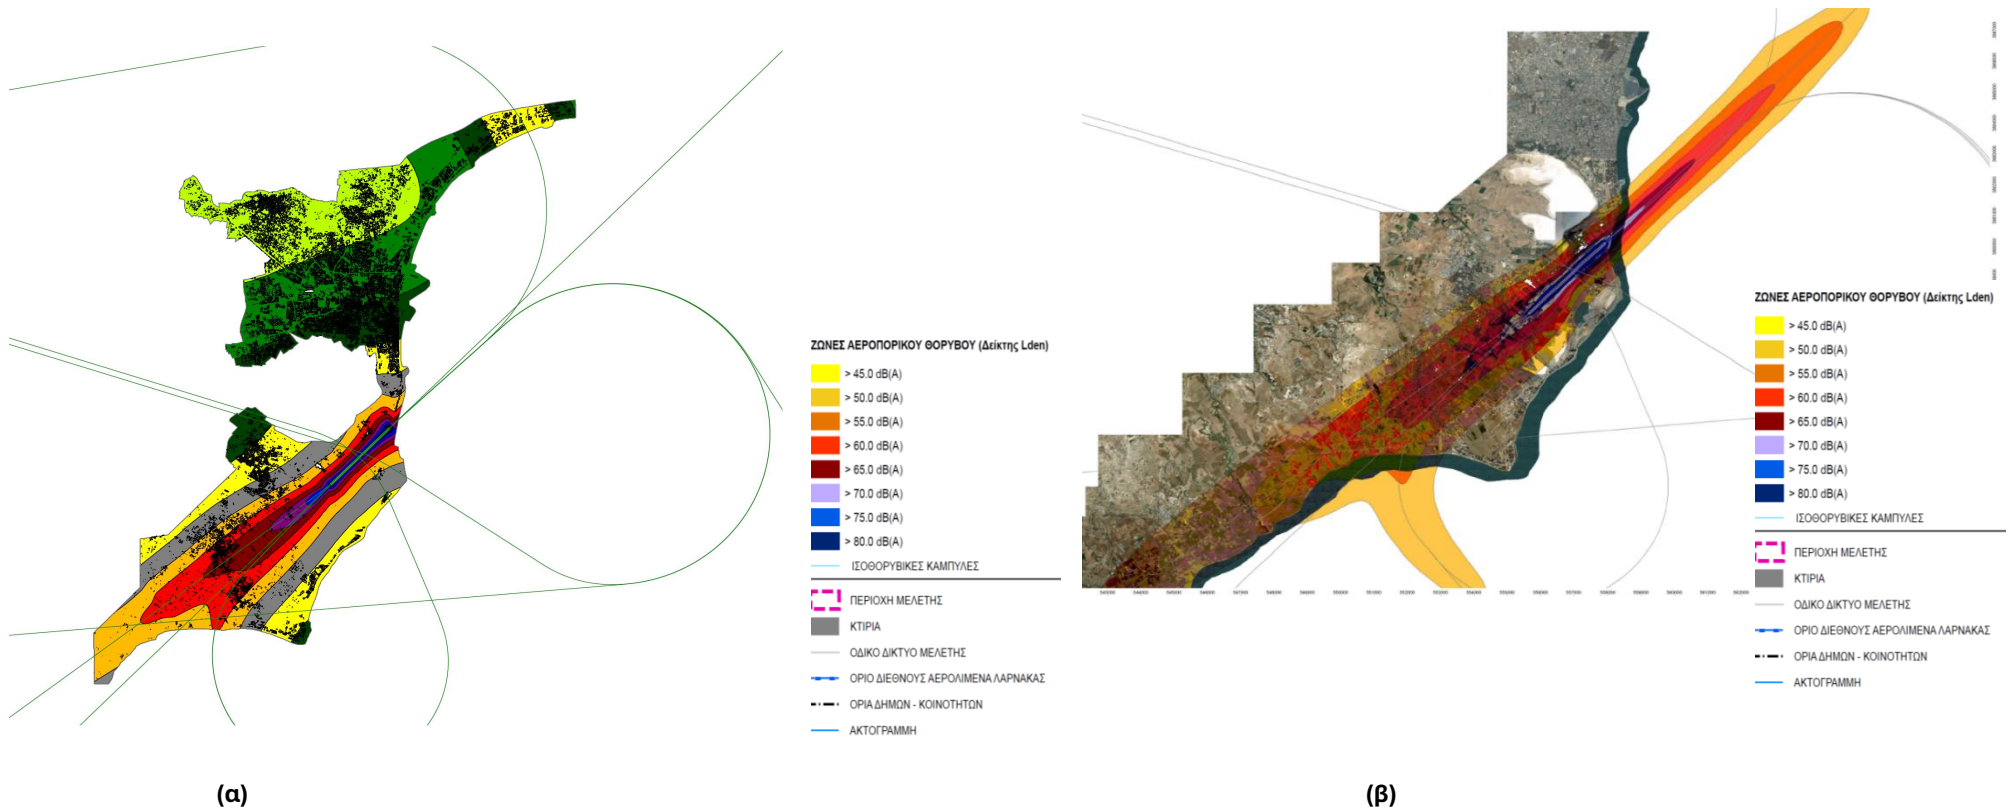 ΖΩΝΕΣ ΑΕΡΟΠΟΡΙΚΟΥ ΘΟΡΥΒΟΥ (Δείκτης Lden)
> 45.0 dB(A)
> 50.0 dB(A)
> 55.0 dB(A)
> 60.0 dB(A)
> 65.0 dB(A)
> 70.0 dB(A)
> 75.0 dB(A)
> 80.0 dB(A)
ΙΣΟΘΟΡΥΒΙΚΕΣ ΚΑΜΠΥΛΕΣ
ΠΕΡΙΟΧΗ ΜΕΛΕΤΗΣ
ΚΤΙΡΙΑ
ΟΔΙΚΟ ΔΙΚΤΥΟ ΜΕΛΕΤΗΣ
ΟΡΙΟ ΔΙΕΘΝΟΥΣ ΑΕΡΟΛΙΜΕΝΑ ΛΑΡΝΑΚΑΣ
ΟΡΙΑ ΔΗΜΩΝ - ΚΟΙΝΟΤΗΤΩΝ
ΑΚΤΟΓΡΑΜΜΗ
(α)
ΖΩΝΕΣ ΑΕΡΟΠΟΡΙΚΟΥ ΘΟΡΥΒΟΥ (Δείκτης Lden)
> 45.0 dB(A)
> 50.0 dB(A)
> 55.0 dB(A)
> 60.0 dB(A)
> 65.0 dB(A)
> 70.0 dB(A)
> 75.0 dB(A)
> 80.0 dB(A)
ΙΣΟΘΟΡΥΒΙΚΕΣ ΚΑΜΠΥΛΕΣ
ΠΕΡΙΟΧΗ ΜΕΛΕΤΗΣ
ΚΤΙΡΙΑ
ΟΔΙΚΟ ΔΙΚΤΥΟ ΜΕΛΕΤΗΣ
ΟΡΙΟ ΔΙΕΘΝΟΥΣ ΑΕΡΟΛΙΜΕΝΑ ΛΑΡΝΑΚΑΣ
ΟΡΙΑ ΔΗΜΩΝ - ΚΟΙΝΟΤΗΤΩΝ
ΑΚΤΟΓΡΑΜΜΗ
(β)